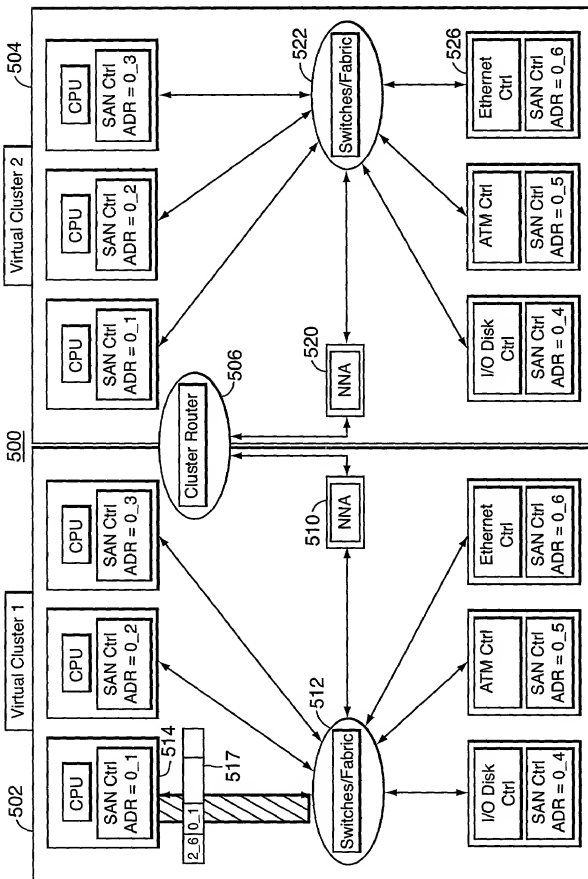 500
Virtual Cluster 1
Virtual Cluster 2
502
504
CPU
SAN Ctrl
ADR = 0_1
514
CPU
SAN Ctrl
ADR = 0_2
CPU
SAN Ctrl
ADR = 0_3
CPU
SAN Ctrl
ADR = 0_1
CPU
SAN Ctrl
ADR = 0_2
CPU
SAN Ctrl
ADR = 0_3
2_6 0_1
517
Cluster Router
506
512
Switches/Fabric
510
NNA
520
NNA
522
Switches/Fabric
I/O Disk
Ctrl
SAN Ctrl
ADR = 0_4
ATM Ctrl
SAN Ctrl
ADR = 0_5
Ethernet
Ctrl
SAN Ctrl
ADR = 0_6
I/O Disk
Ctrl
SAN Ctrl
ADR = 0_4
ATM Ctrl
SAN Ctrl
ADR = 0_5
526
Ethernet
Ctrl
SAN Ctrl
ADR = 0_6